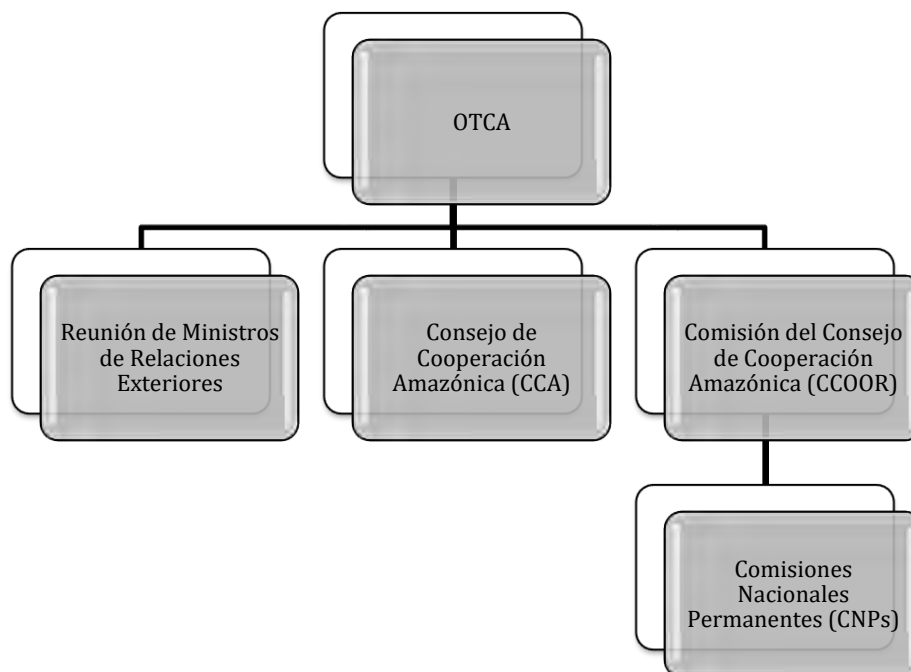 OTCA
Reunión de Ministros
de Relaciones
Exteriores
Consejo de
Cooperación
Amazónica (CCA)
Comisión del Consejo
de Cooperación
Amazónica (CCOOR)
Comisiones
Nacionales
Permanentes (CNPs)